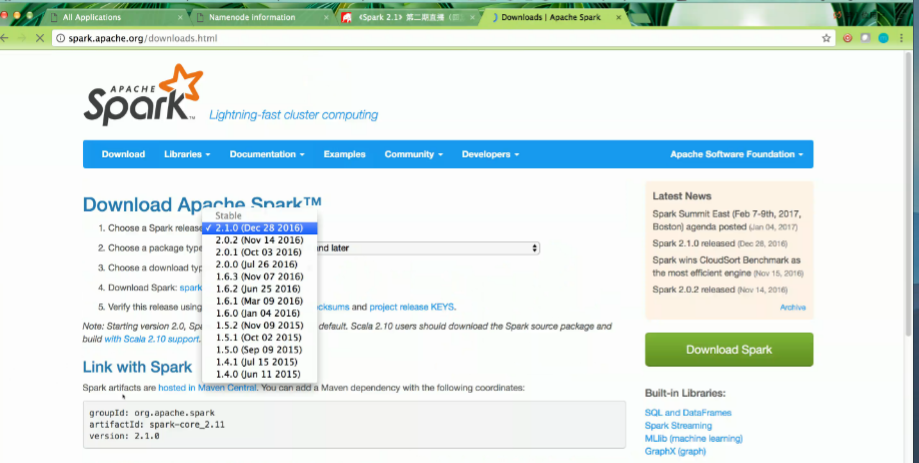 All Applications
Namenode information
《Spark 2.1》第二期直播
Downloads | Apache Spark
spark.apache.org/downloads.html
APACHE
Spark™
Lightning-fast cluster computing
Download
Libraries
Documentation
Examples
Community
Developers
Apache Software Foundation
Download Apache Spark™
1. Choose a Spark release
Stable
✓ 2.1.0 (Dec 28 2016)
2.0.2 (Nov 14 2016)
2.0.1 (Oct 03 2016)
2.0.0 (Jul 26 2016)
1.6.3 (Nov 07 2016)
1.6.2 (Jun 25 2016)
1.6.1 (Mar 09 2016)
1.6.0 (Jan 04 2016)
1.5.2 (Nov 09 2015)
1.5.1 (Oct 02 2015)
1.5.0 (Sep 09 2015)
1.4.1 (Jul 15 2015)
1.4.0 (Jun 11 2015)
2. Choose a package type
nd later
3. Choose a download typ
4. Download Spark: spark
5. Verify this release using
cksums and project release KEYS.
Note: Starting version 2.0, Spa
default. Scala 2.10 users should download the Spark source package and
build with Scala 2.10 support.
Link with Spark
Spark artifacts are hosted in Maven Central. You can add a Maven dependency with the following coordinates:
groupId: org.apache.spark
artifactId: spark-core_2.11
version: 2.1.0
Latest News
Spark Summit East (Feb 7-9th, 2017,
Boston) agenda posted (Jan 04, 2017)
Spark 2.1.0 released (Dec 28, 2016)
Spark wins CloudSort Benchmark as
the most efficient engine (Nov 15, 2016)
Spark 2.0.2 released (Nov 14, 2016)
Archive
Download Spark
Built-in Libraries:
SQL and DataFrames
Spark Streaming
MLlib (machine learning)
GraphX (graph)